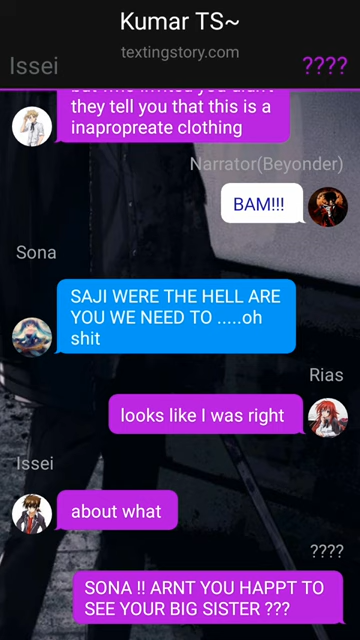 Kumar TS~
textingstory.com
Issei
????
they tell you that this is a
inapropreate clothing
Narrator(Beyonder)
BAM!!!
Sona
SAJI WERE THE HELL ARE
YOU WE NEED TO .....oh
shit
Rias
looks like I was right
Issei
about what
????
SONA !! ARNT YOU HAPPT TO
SEE YOUR BIG SISTER ???